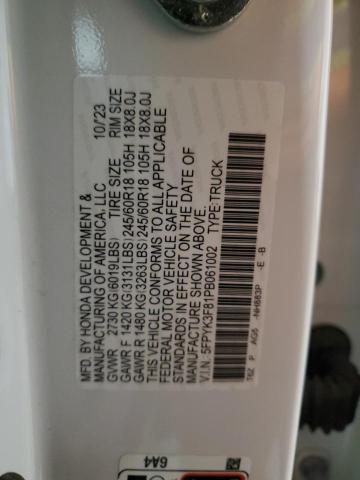 MFD. BY HONDA DEVELOPMENT &
MANUFACTURING OF AMERICA, LLC 10/23
GVWR 2730 KG(6019LBS) TIRE SIZE RIM SIZE
GAWR F 1420 KG(3131LBS)245/60R18 105H 18X8.0J
GAWR R 1480 KG(3263LBS)245/60R18 105H 18X8.0J
THIS VEHICLE CONFORMS TO ALL APPLICABLE
FEDERAL MOTOR VEHICLE SAFETY
STANDARDS IN EFFECT ON THE DATE OF
MANUFACTURE SHOWN ABOVE.
V.I.N. 5FPYK3F81PB061002 TYPE:TRUCK
T6Z P AG5 -NH883P -E -B
6A4